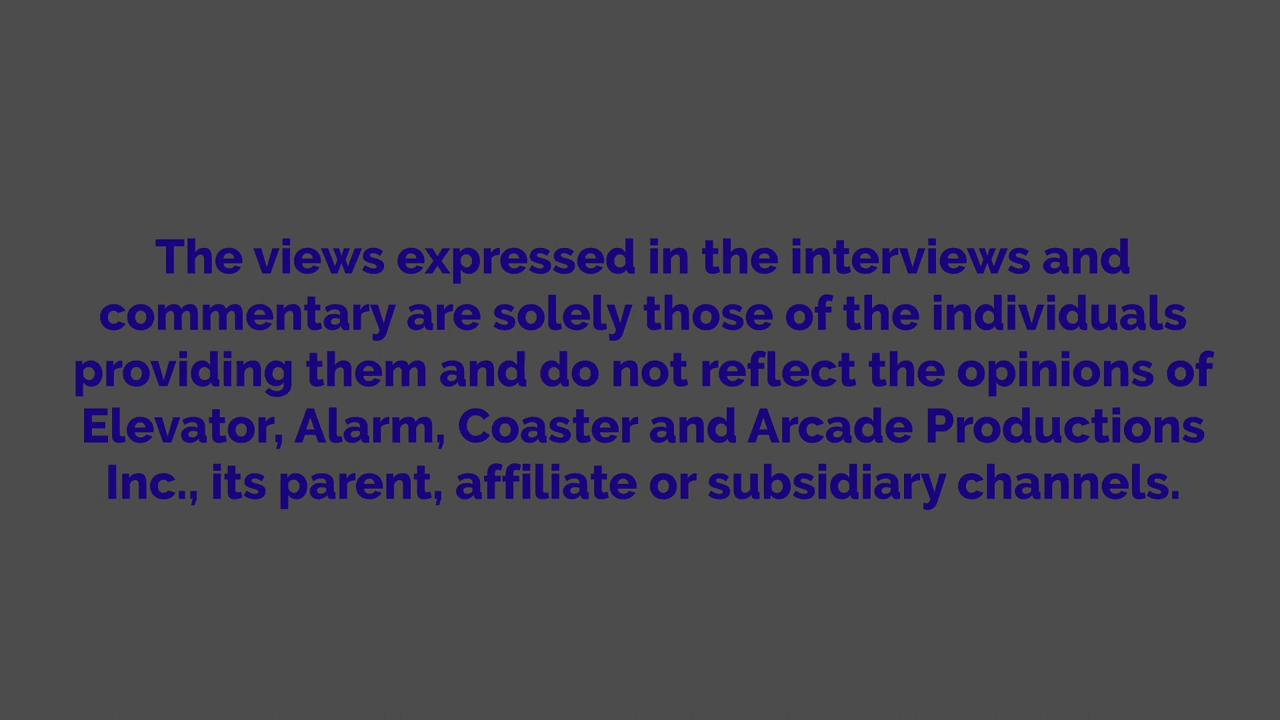 The views expressed in the interviews and
commentary are solely those of the individuals
providing them and do not reflect the opinions of
Elevator, Alarm, Coaster and Arcade Productions
Inc., its parent, affiliate or subsidiary channels.